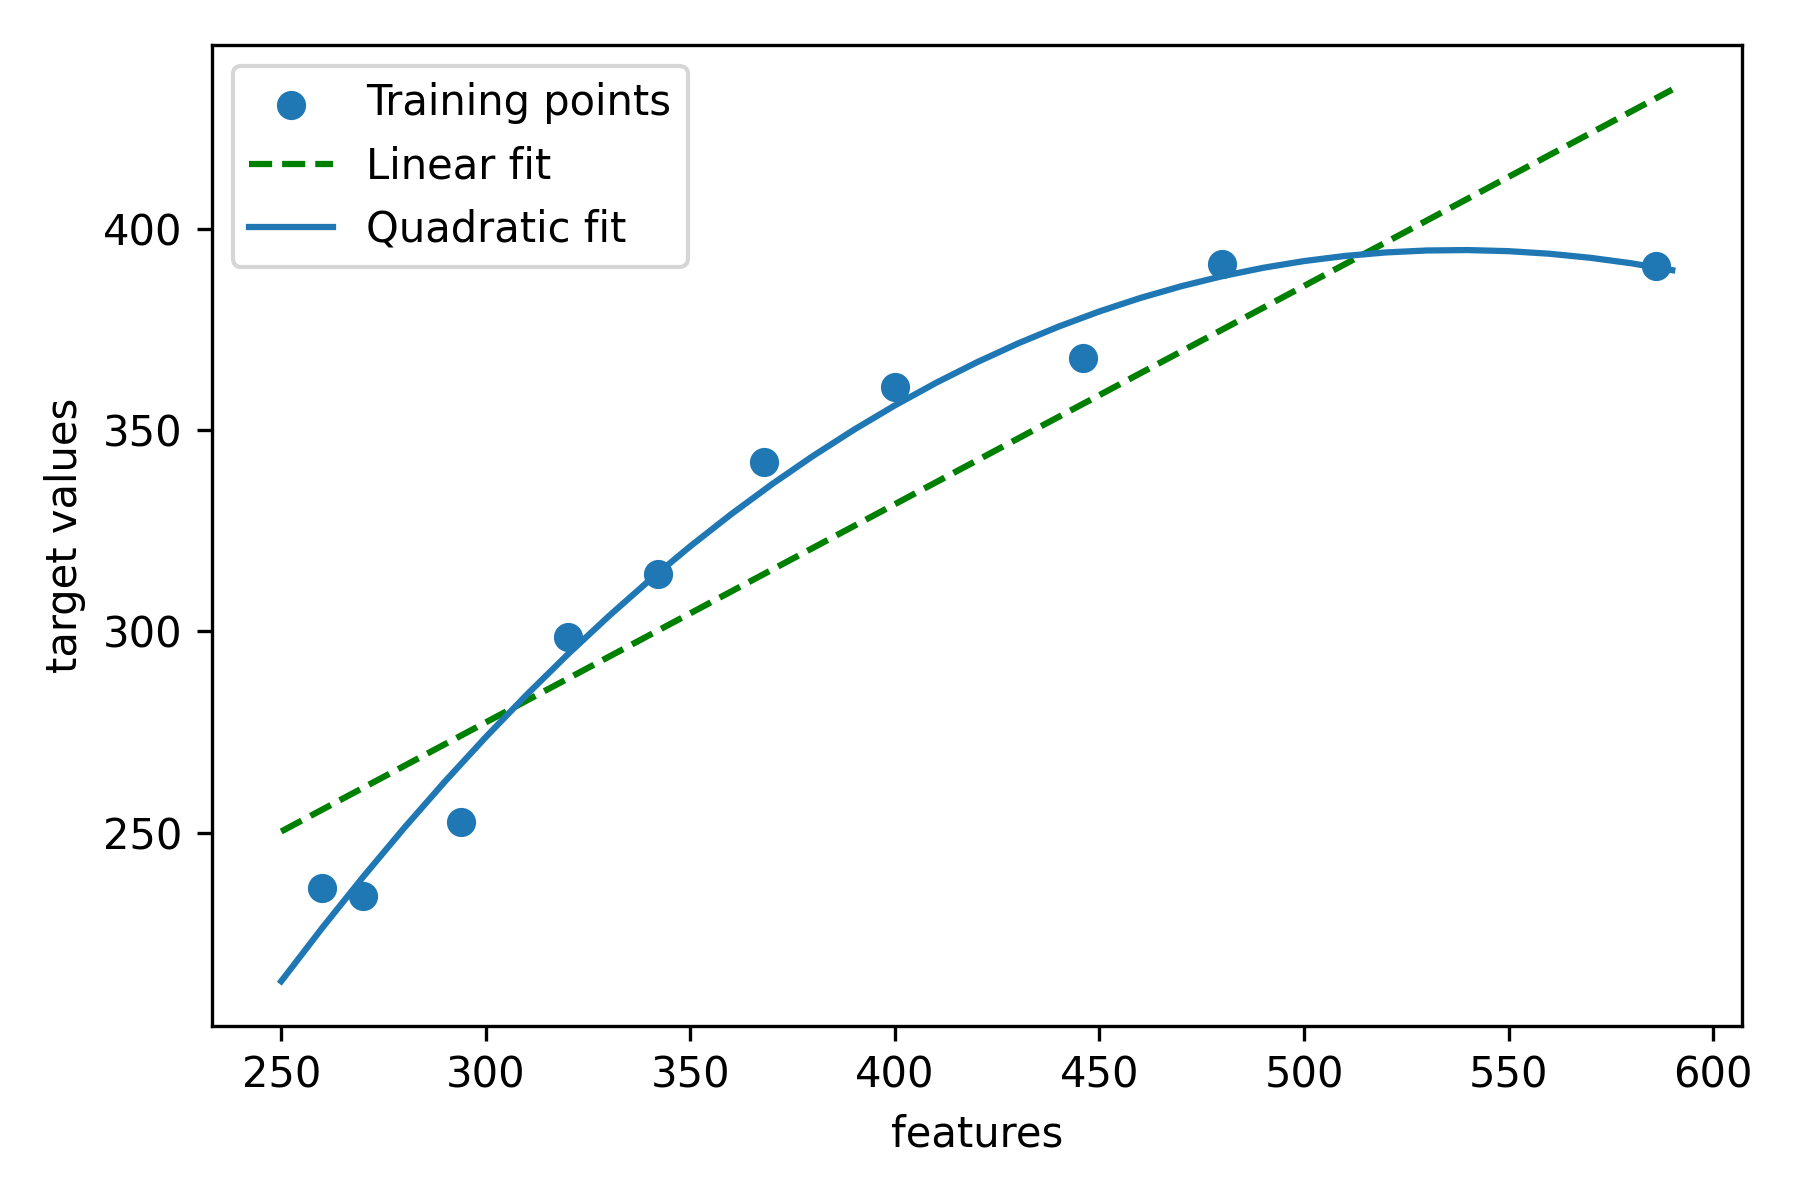 Training points
Linear fit
Quadratic fit
400
350
300
250
target values
250 300 350 400 450 500 550 600
features